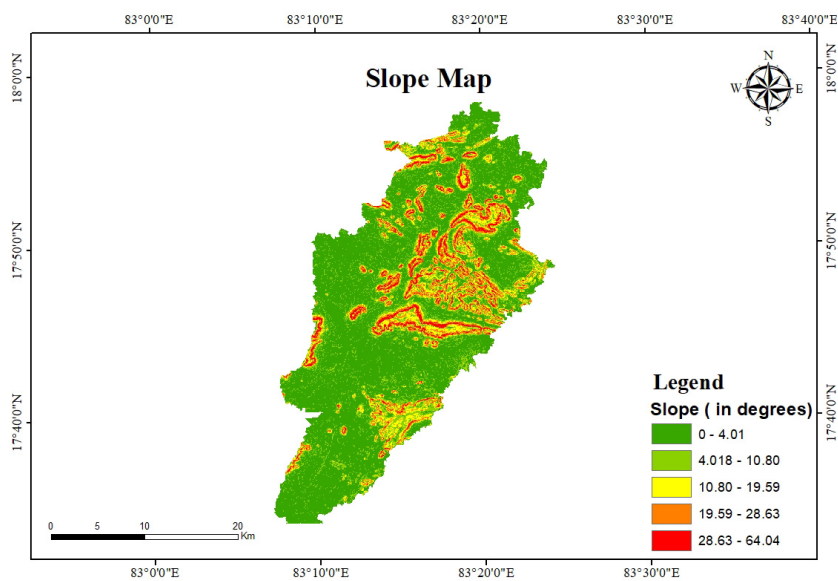 83°0'0"E 83°10'0"E 83°20'0"E 83°30'0"E 83°40'0"E
18°0'0"N
18°0'0"N
Slope Map
N
W E
S
17°50'0"N
17°50'0"N
17°40'0"N
17°40'0"N
Legend
Slope ( in degrees)
0 - 4.01
4.018 - 10.80
10.80 - 19.59
19.59 - 28.63
28.63 - 64.04
0 5 10 20
Km
83°0'0"E 83°10'0"E 83°20'0"E 83°30'0"E